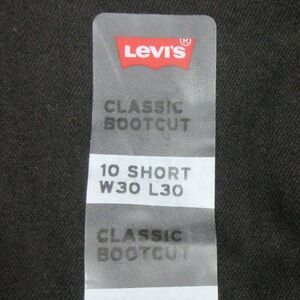 Levi's®
CLASSIC
BOOTCUT
10 SHORT
W30 L30
CLASSIC
BOOTCUT